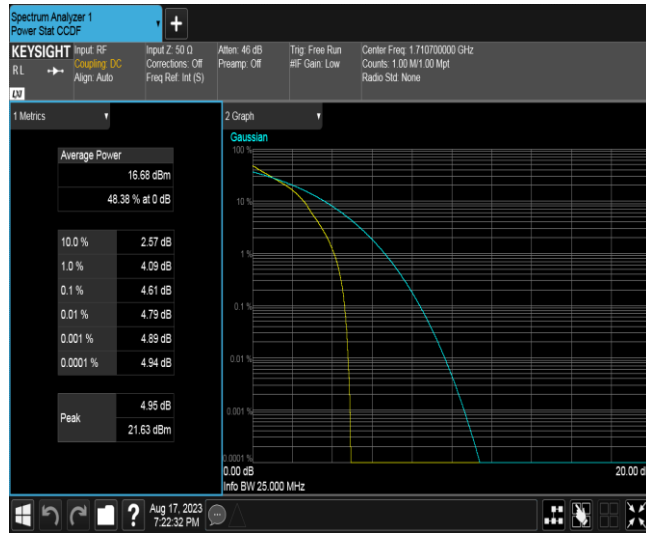 Spectrum Analyzer 1
Power Stat CCDF
+
KEYSIGHT
R L
LXI
Input: RF
Coupling: DC
Align: Auto
Input Z: 50 Ω
Corrections: Off
Freq Ref: Int (S)
Atten: 46 dB
Preamp: Off
Trig: Free Run
#IF Gain: Low
Center Freq: 1.710700000 GHz
Counts: 1.00 M/1.00 Mpt
Radio Std: None
1 Metrics
Average Power
16.68 dBm
48.38 % at 0 dB
10.0 % 2.57 dB
1.0 % 4.09 dB
0.1 % 4.61 dB
0.01 % 4.79 dB
0.001 % 4.89 dB
0.0001 % 4.94 dB
Peak
4.95 dB
21.63 dBm
2 Graph
Gaussian
100 %
10 %
1 %
0.1 %
0.01 %
0.001 %
0.0001 %
0.00 dB
20.00 d
Info BW 25.000 MHz
?
Aug 17, 2023
7:22:32 PM